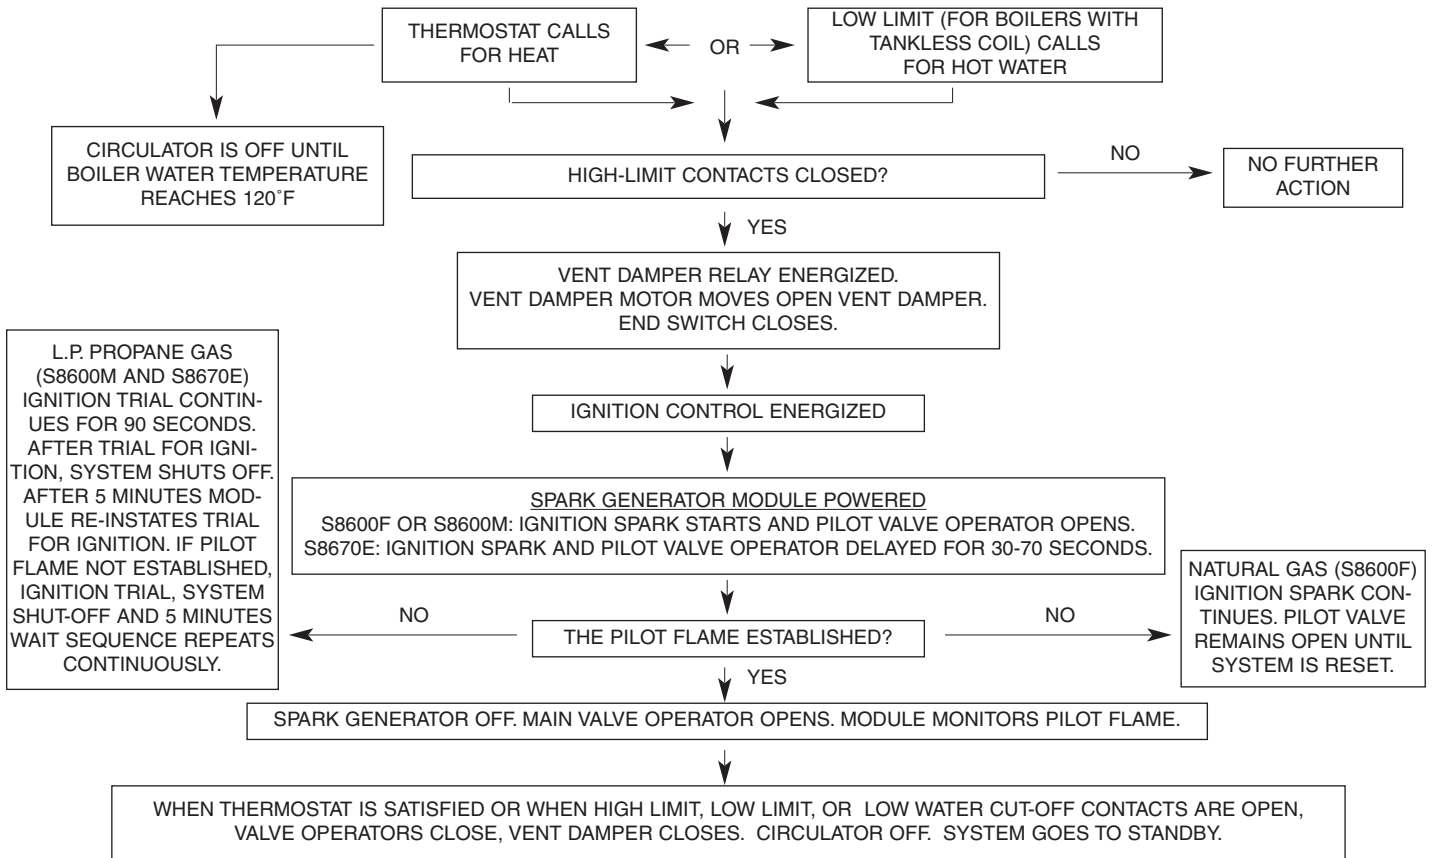 THERMOSTAT CALLS
FOR HEAT
OR
LOW LIMIT (FOR BOILERS WITH
TANKLESS COIL) CALLS
FOR HOT WATER
CIRCULATOR IS OFF UNTIL
BOILER WATER TEMPERATURE
REACHES 120˚F
HIGH-LIMIT CONTACTS CLOSED?
NO
NO FURTHER
ACTION
YES
VENT DAMPER RELAY ENERGIZED.
VENT DAMPER MOTOR MOVES OPEN VENT DAMPER.
END SWITCH CLOSES.
L.P. PROPANE GAS
(S8600M AND S8670E)
IGNITION TRIAL CONTIN-
UES FOR 90 SECONDS.
AFTER TRIAL FOR IGNI-
TION, SYSTEM SHUTS OFF.
AFTER 5 MINUTES MOD-
ULE RE-INSTATES TRIAL
FOR IGNITION. IF PILOT
FLAME NOT ESTABLISHED,
IGNITION TRIAL, SYSTEM
SHUT-OFF AND 5 MINUTES
WAIT SEQUENCE REPEATS
CONTINUOUSLY.
IGNITION CONTROL ENERGIZED
SPARK GENERATOR MODULE POWERED
S8600F OR S8600M: IGNITION SPARK STARTS AND PILOT VALVE OPERATOR OPENS.
S8670E: IGNITION SPARK AND PILOT VALVE OPERATOR DELAYED FOR 30-70 SECONDS.
NO
THE PILOT FLAME ESTABLISHED?
NO
NATURAL GAS (S8600F)
IGNITION SPARK CON-
TINUES. PILOT VALVE
REMAINS OPEN UNTIL
SYSTEM IS RESET.
YES
SPARK GENERATOR OFF. MAIN VALVE OPERATOR OPENS. MODULE MONITORS PILOT FLAME.
WHEN THERMOSTAT IS SATISFIED OR WHEN HIGH LIMIT, LOW LIMIT, OR LOW WATER CUT-OFF CONTACTS ARE OPEN,
VALVE OPERATORS CLOSE, VENT DAMPER CLOSES. CIRCULATOR OFF. SYSTEM GOES TO STANDBY.